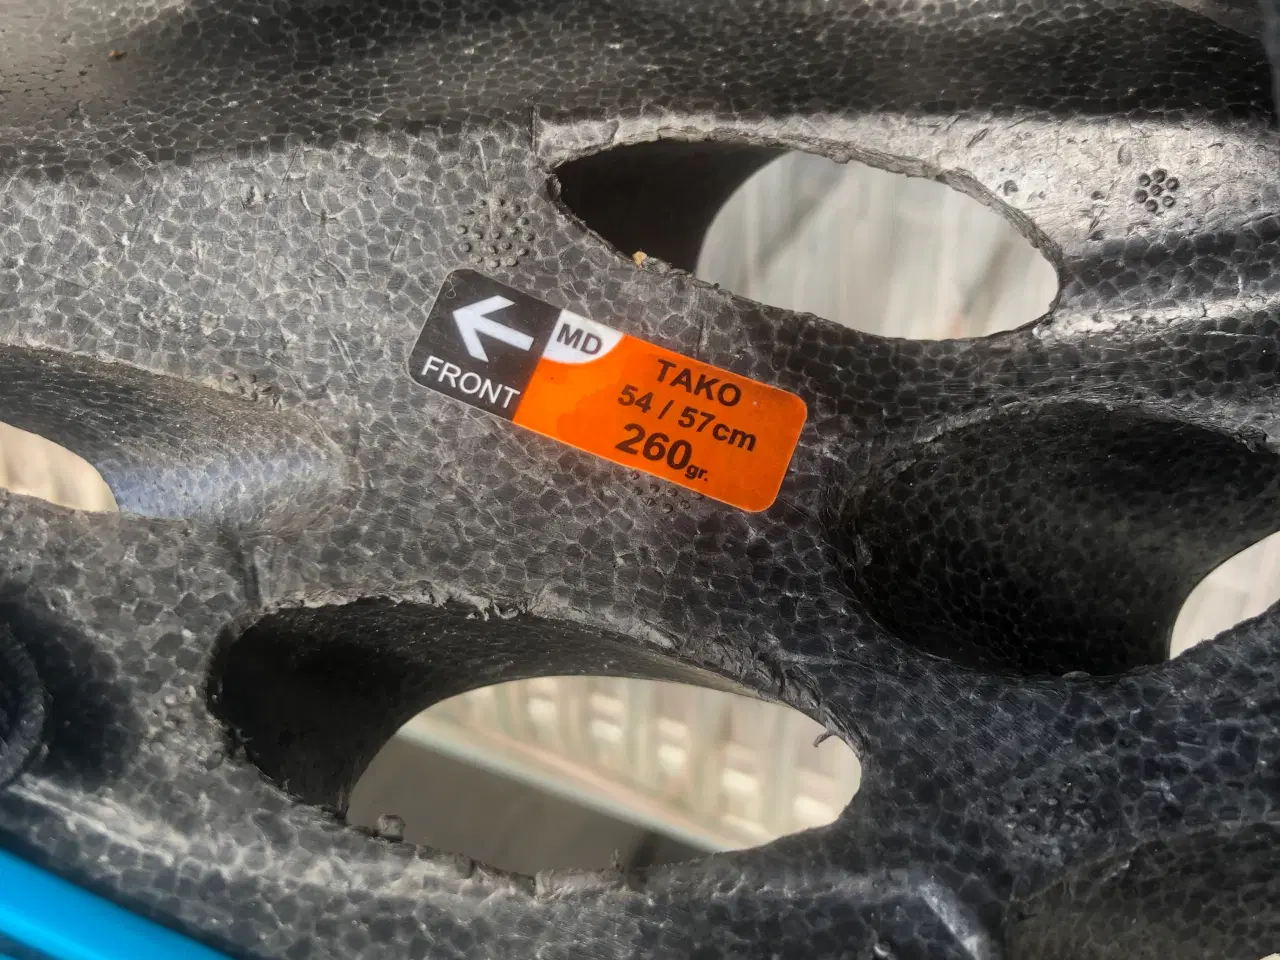 FRONT
MD
TAKO
54 / 57cm
260gr.